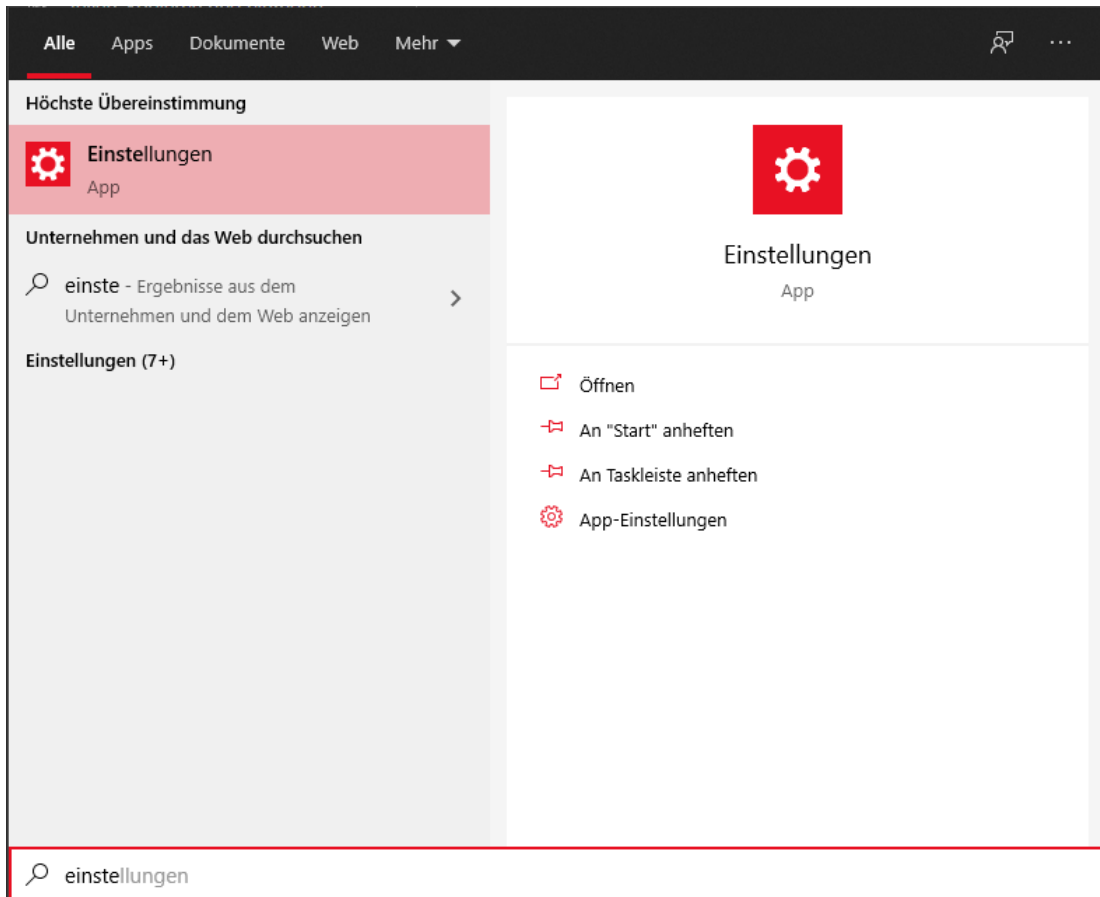 Alle Apps Dokumente Web Mehr
Höchste Übereinstimmung
Einstellungen
App
Unternehmen und das Web durchsuchen
einste - Ergebnisse aus dem
Unternehmen und dem Web anzeigen
Einstellungen (7+)
Einstellungen
App
Öffnen
An "Start" anheften
An Taskleiste anheften
App-Einstellungen
einstellungen